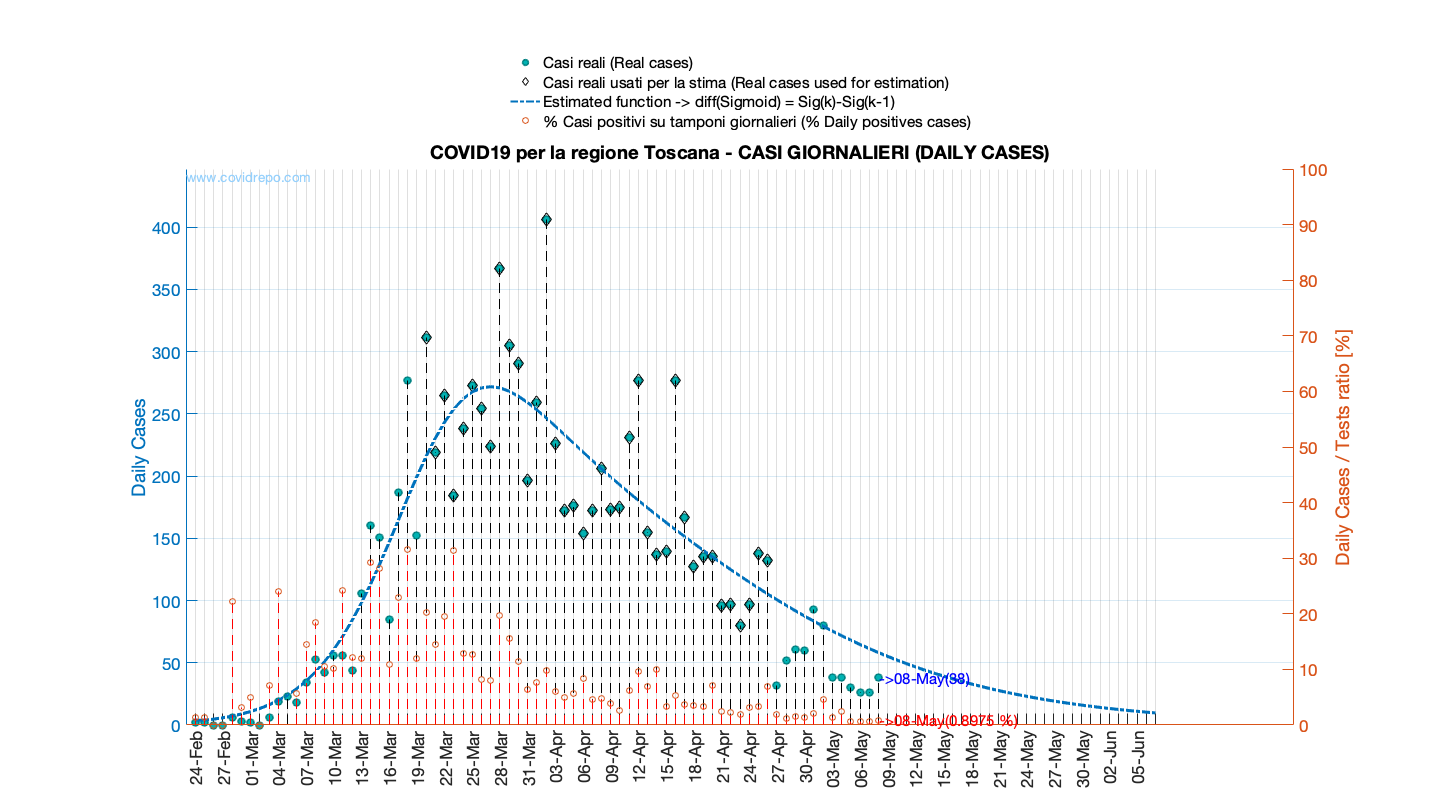 Casi reali (Real cases)
Casi reali usati per la stima (Real cases used for estimation)
Estimated function -> diff(Sigmoid) = Sig(k)-Sig(k-1)
% Casi positivi su tamponi giornalieri (% Daily positives cases)
COVID19 per la regione Toscana - CASI GIORNALIERI (DAILY CASES)
www.covidrepo.com
Daily Cases
400
350
300
250
200
150
100
50
0
100
90
80
70
60
50
40
30
20
10
0
Daily Cases / Tests ratio [%]
->08-May(38)
->08-May(0.8975 %)
24-Feb
27-Feb
01-Mar
04-Mar
07-Mar
10-Mar
13-Mar
16-Mar
19-Mar
22-Mar
25-Mar
28-Mar
31-Mar
03-Apr
06-Apr
09-Apr
12-Apr
15-Apr
18-Apr
21-Apr
24-Apr
27-Apr
30-Apr
03-May
06-May
09-May
12-May
15-May
18-May
21-May
24-May
27-May
30-May
02-Jun
05-Jun